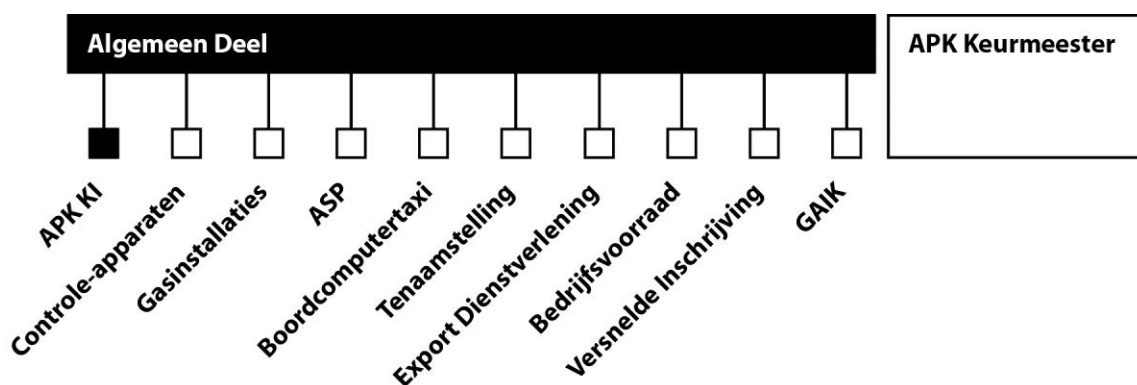 Algemeen Deel
APK Keurmeester
APK KI
Controle-apparaten
Gasinstallaties
ASP
Boordcomputertaxi
Tenaamstelling
Export Dienstverlening
Bedrijfsvoorraad
Versnelde Inschrijving
GAIK